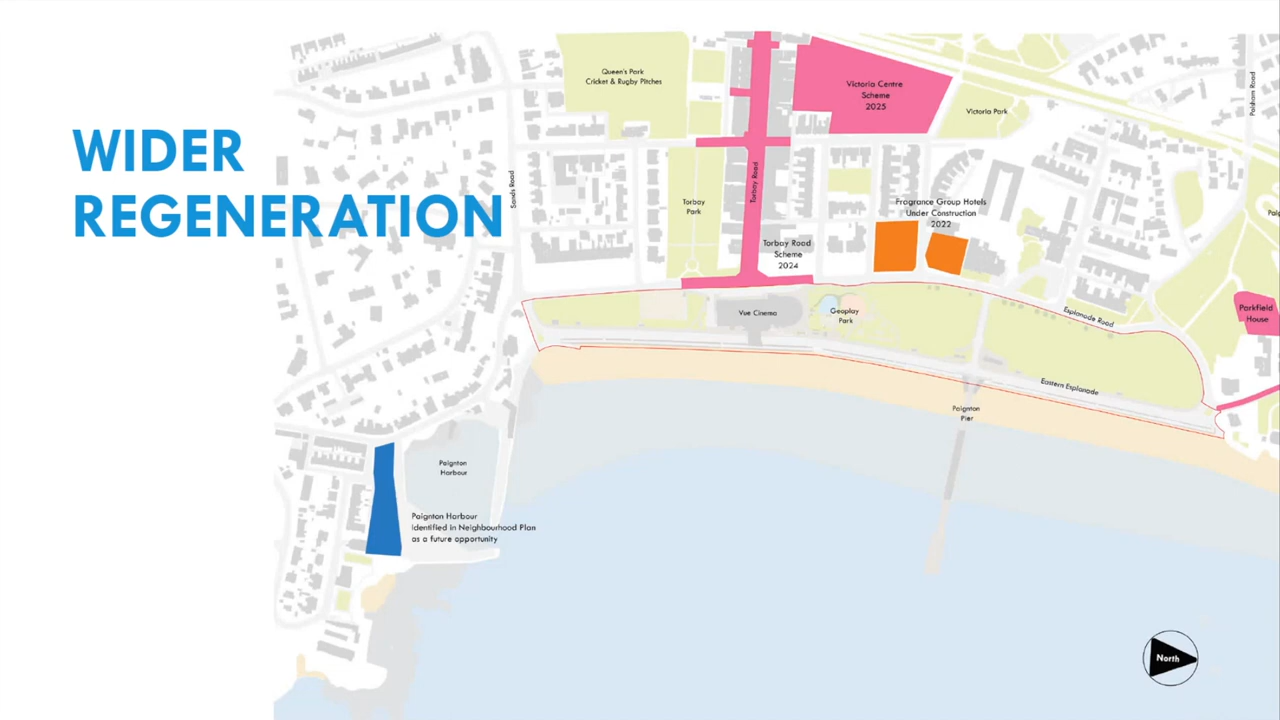 WIDER
REGENERATION
Queen's Park
Cricket & Rugby Pitches
Victoria Centre
Scheme
2025
Victoria Park
Polsham Road
Sands Road
Torbay
Park
Torbay Road
Fragrance Group Hotels
Under Construction
2022
Torbay Road
Scheme
2024
Vue Cinema
Geoplay
Park
Esplanade Road
Parkfield
House
Eastern Esplanade
Paignton
Pier
Paignton
Harbour
Paignton Harbour
Identified in Neighbourhood Plan
as a future opportunity
North